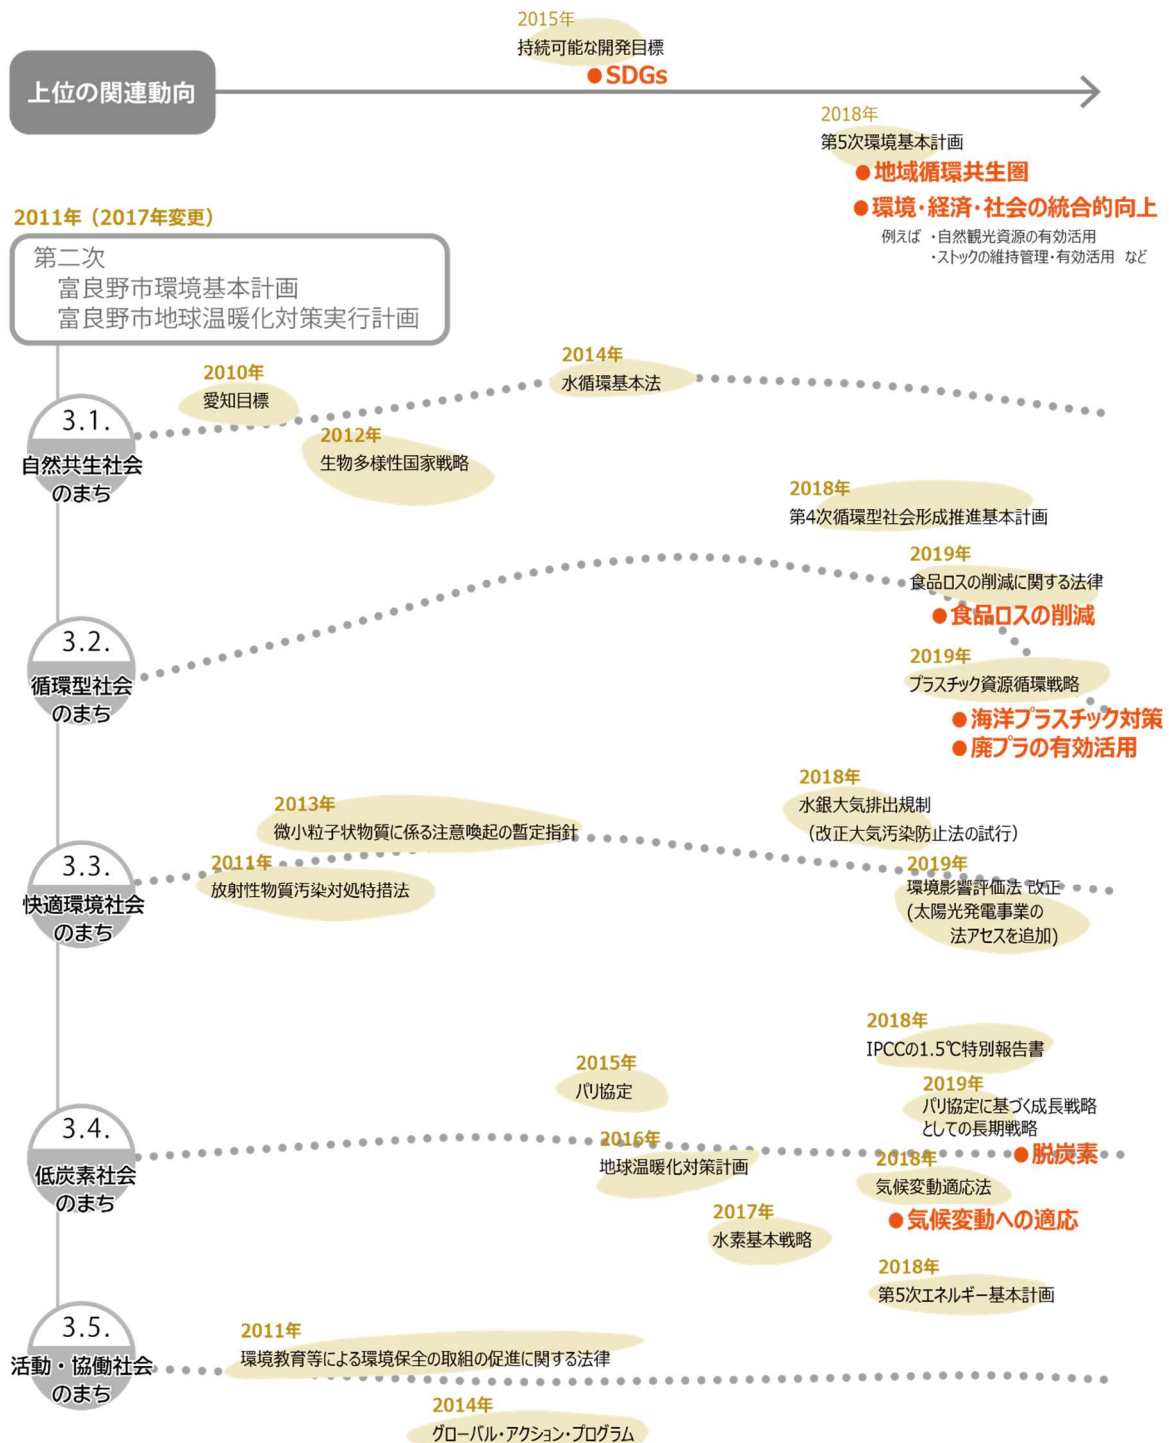 2015年
持続可能な開発目標
●SDGs
上位の関連動向
2018年
第5次環境基本計画
●地域循環共生圏
●環境・経済・社会の統合的向上
例えば ・自然観光資源の有効活用
・ストックの維持管理・有効活用 など
2011年（2017年変更）
第二次
富良野市環境基本計画
富良野市地球温暖化対策実行計画
2010年
愛知目標
2014年
水循環基本法
3.1.
自然共生社会
のまち
2012年
生物多様性国家戦略
2018年
第4次循環型社会形成推進基本計画
2019年
食品ロスの削減に関する法律
●食品ロスの削減
3.2.
循環型社会
のまち
2019年
プラスチック資源循環戦略
●海洋プラスチック対策
●廃プラの有効活用
2018年
水銀大気排出規制
（改正大気汚染防止法の試行）
2013年
微小粒子状物質に係る注意喚起の暫定指針
3.3.
快適環境社会
のまち
2011年
放射性物質汚染対処特措法
2019年
環境影響評価法 改正
(太陽光発電事業の
法アセスを追加)
2018年
IPCCの1.5℃特別報告書
2015年
パリ協定
2019年
パリ協定に基づく成長戦略
としての長期戦略
●脱炭素
3.4.
低炭素社会
のまち
2016年
地球温暖化対策計画
2018年
気候変動適応法
●気候変動への適応
2017年
水素基本戦略
2018年
第5次エネルギー基本計画
3.5.
活動・協働社会
のまち
2011年
環境教育等による環境保全の取組の促進に関する法律
2014年
グローバル・アクション・プログラム